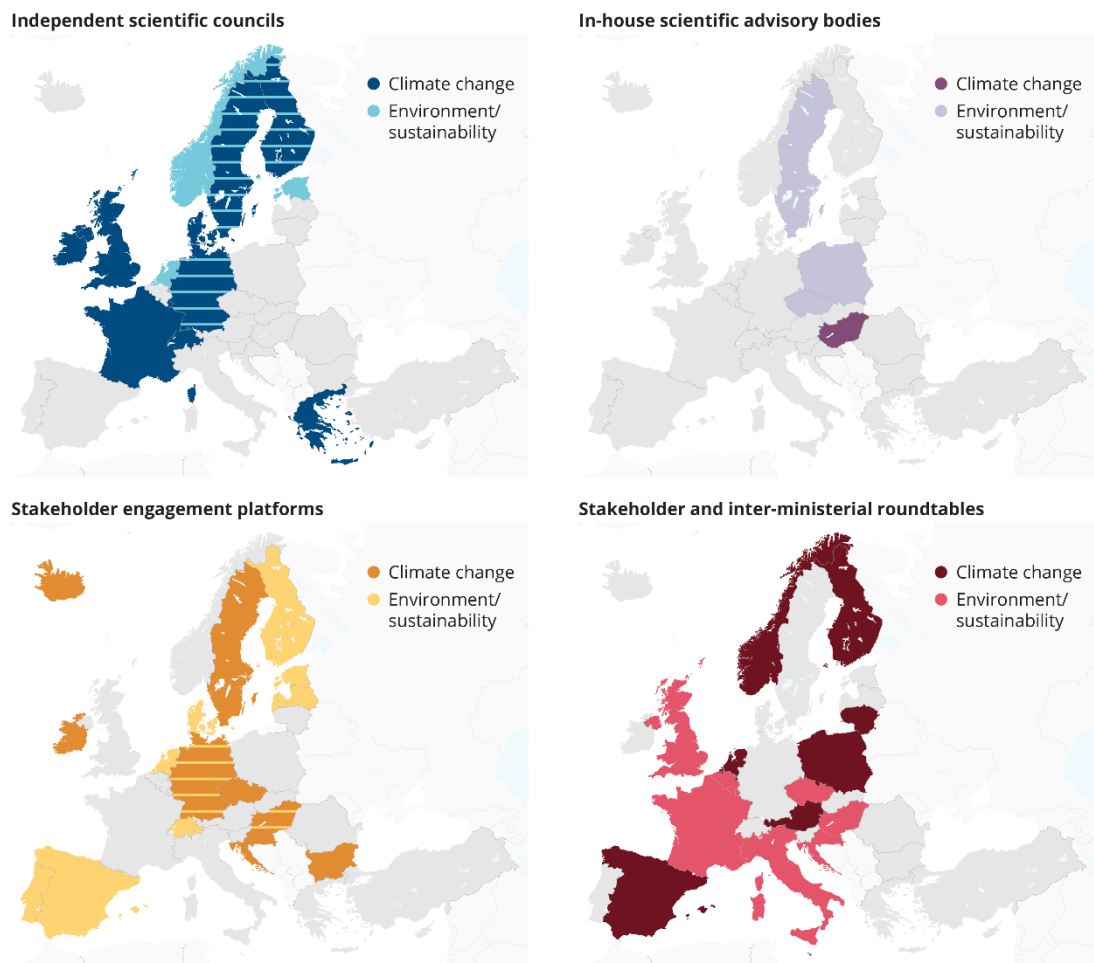 Independent scientific councils
Climate change
Environment/
sustainability
In-house scientific advisory bodies
Climate change
Environment/
sustainability
Stakeholder engagement platforms
Climate change
Environment/
sustainability
Stakeholder and inter-ministerial roundtables
Climate change
Environment/
sustainability